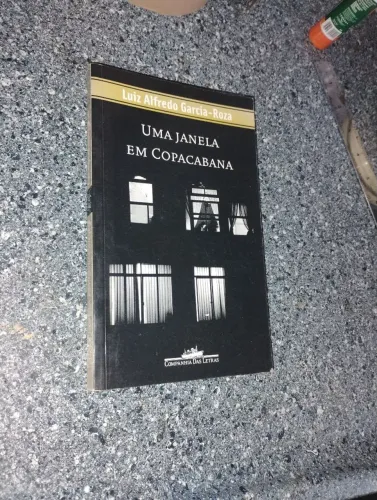 Luiz Alfredo Garcia-Roza
UMA JANELA
EM COPACABANA
COMPANHIA DAS LETRAS